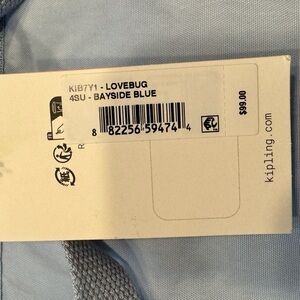 KIB7Y1 - LOVEBUG
4SU - BAYSIDE BLUE
8 82256 59474 4
$99.00
kipling.com